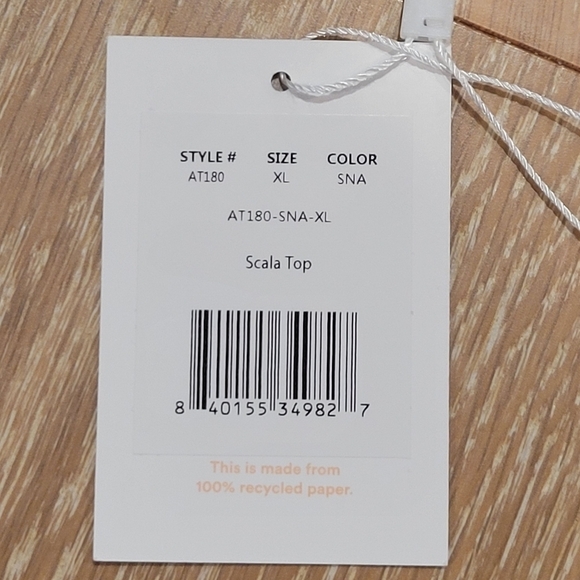 STYLE # SIZE COLOR
AT180 XL SNA
AT180-SNA-XL
Scala Top
8 40155 34982 7
This is made from
100% recycled paper.